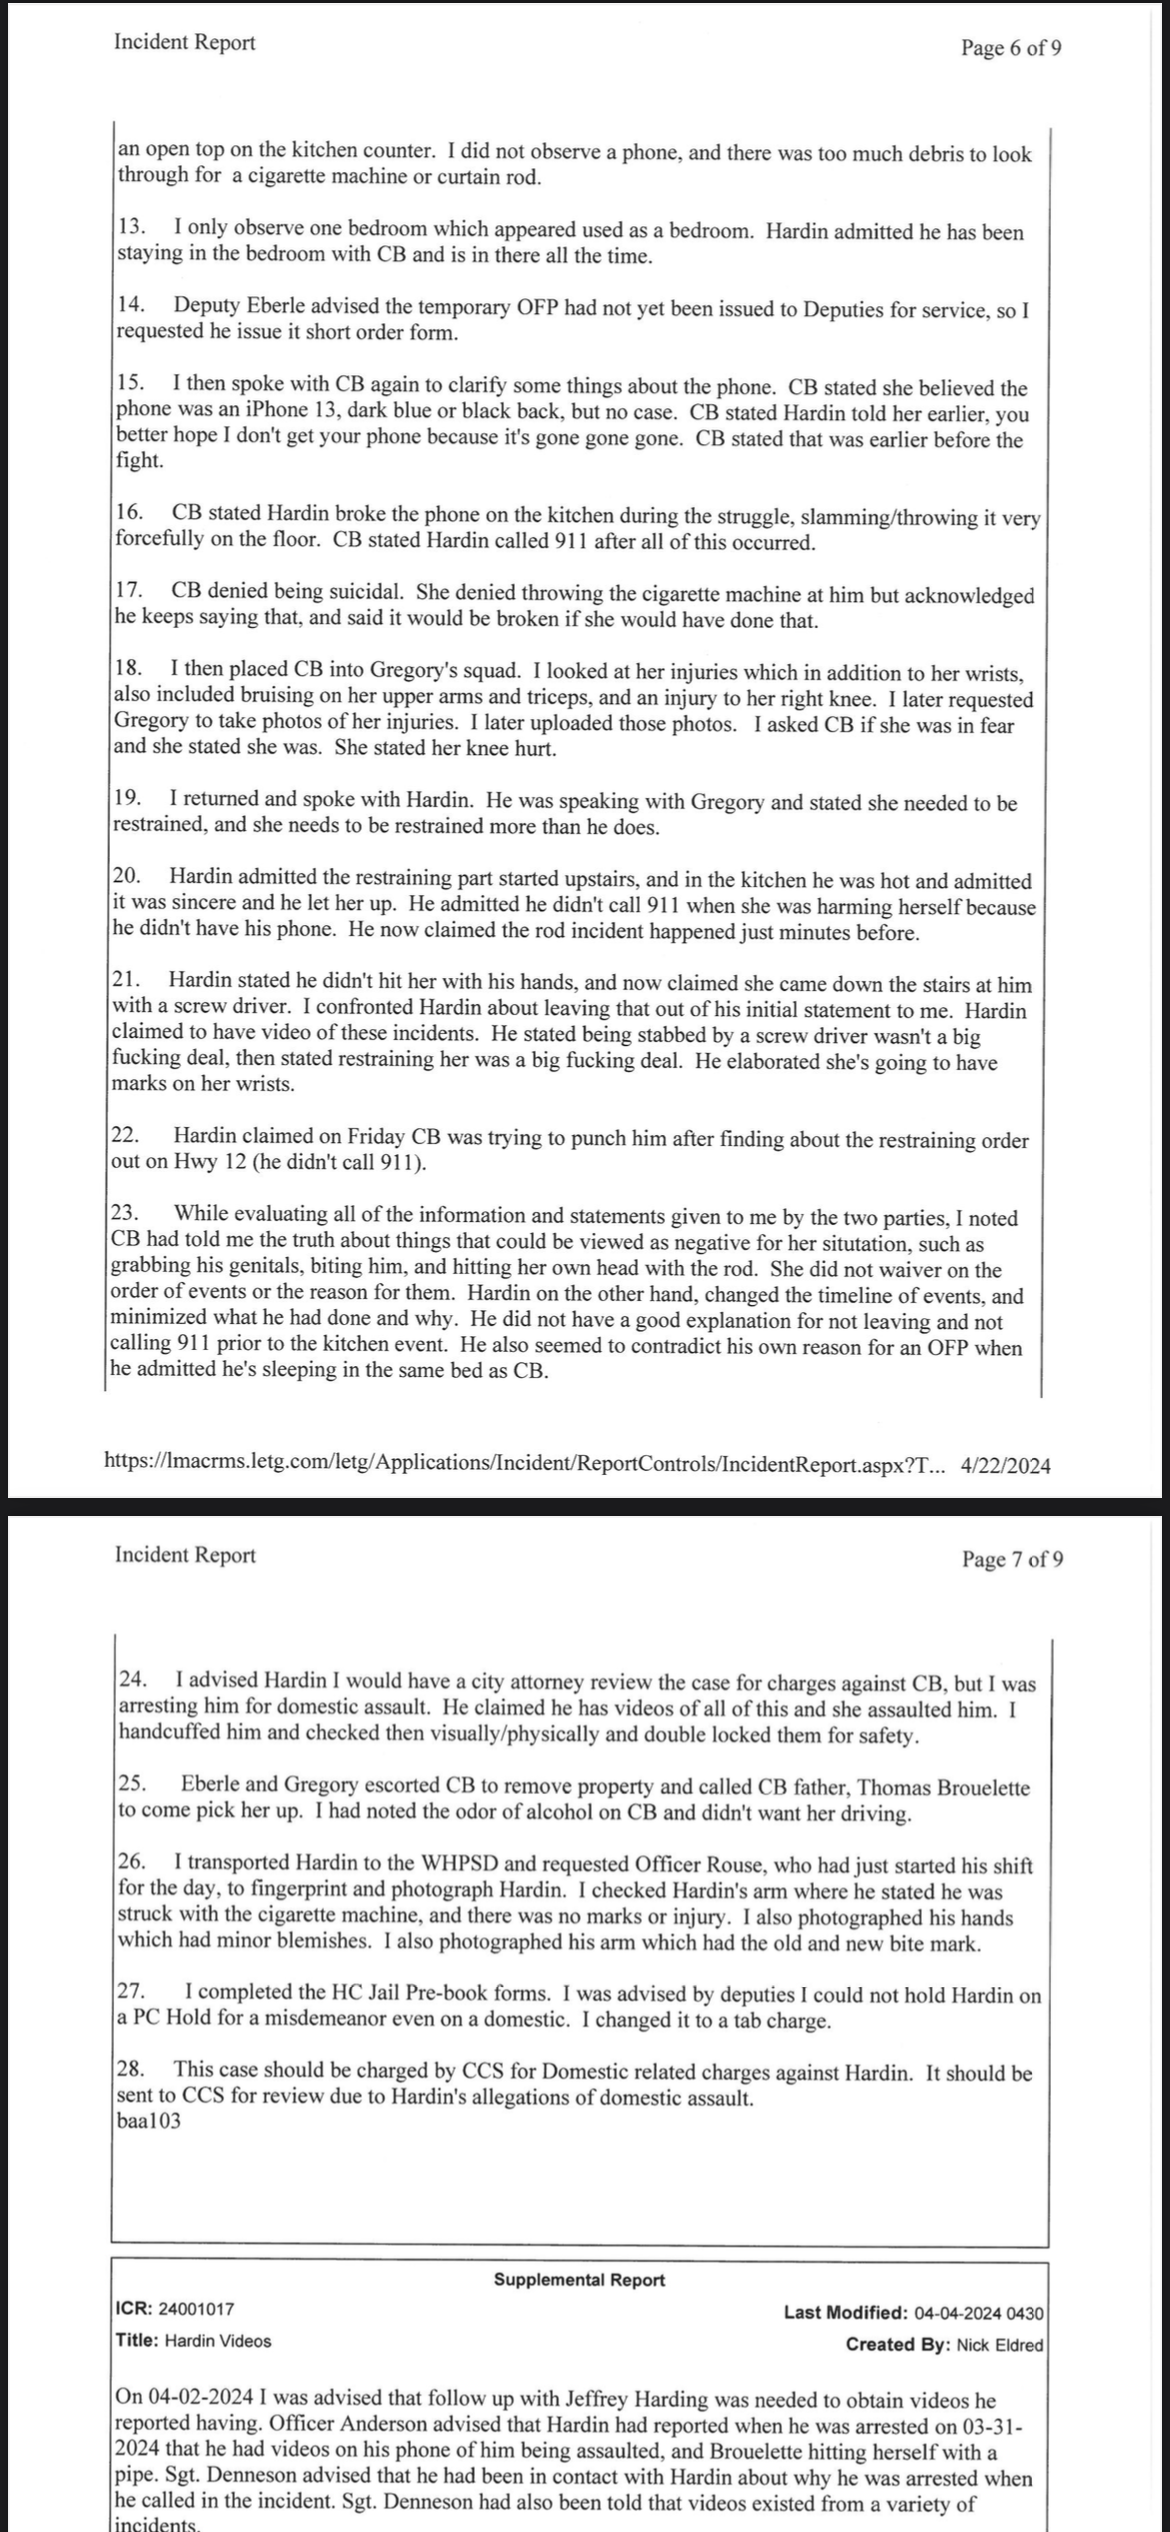 Incident Report
Page 6 of 9
an open top on the kitchen counter.  I did not observe a phone, and there was too much debris to look
through for  a cigarette machine or curtain rod.
13.    I only observe one bedroom which appeared used as a bedroom.  Hardin admitted he has been
staying in the bedroom with CB and is in there all the time.
14.    Deputy Eberle advised the temporary OFP had not yet been issued to Deputies for service, so I
requested he issue it short order form.
15.    I then spoke with CB again to clarify some things about the phone.  CB stated she believed the
phone was an iPhone 13, dark blue or black back, but no case.  CB stated Hardin told her earlier, you
better hope I don't get your phone because it's gone gone gone.  CB stated that was earlier before the
fight.
16.    CB stated Hardin broke the phone on the kitchen during the struggle, slamming/throwing it very
forcefully on the floor.  CB stated Hardin called 911 after all of this occurred.
17.    CB denied being suicidal.  She denied throwing the cigarette machine at him but acknowledged
he keeps saying that, and said it would be broken if she would have done that.
18.    I then placed CB into Gregory's squad.  I looked at her injuries which in addition to her wrists,
also included bruising on her upper arms and triceps, and an injury to her right knee.  I later requested
Gregory to take photos of her injuries.  I later uploaded those photos.   I asked CB if she was in fear
and she stated she was.  She stated her knee hurt.
19.    I returned and spoke with Hardin.  He was speaking with Gregory and stated she needed to be
restrained, and she needs to be restrained more than he does.
20.    Hardin admitted the restraining part started upstairs, and in the kitchen he was hot and admitted
it was sincere and he let her up.  He admitted he didn't call 911 when she was harming herself because
he didn't have his phone.  He now claimed the rod incident happened just minutes before.
21.    Hardin stated he didn't hit her with his hands, and now claimed she came down the stairs at him
with a screw driver.  I confronted Hardin about leaving that out of his initial statement to me.  Hardin
claimed to have video of these incidents.  He stated being stabbed by a screw driver wasn't a big
fucking deal, then stated restraining her was a big fucking deal.  He elaborated she's going to have
marks on her wrists.
22.     Hardin claimed on Friday CB was trying to punch him after finding about the restraining order
out on Hwy 12 (he didn't call 911).
23.     While evaluating all of the information and statements given to me by the two parties, I noted
CB had told me the truth about things that could be viewed as negative for her situtation, such as
grabbing his genitals, biting him, and hitting her own head with the rod.  She did not waiver on the
order of events or the reason for them.  Hardin on the other hand, changed the timeline of events, and
minimized what he had done and why.  He did not have a good explanation for not leaving and not
calling 911 prior to the kitchen event.  He also seemed to contradict his own reason for an OFP when
he admitted he's sleeping in the same bed as CB.
https://lmacrms.letg.com/letg/Applications/Incident/ReportControls/IncidentReport.aspx?T...   4/22/2024
Incident Report
Page 7 of 9
24.    I advised Hardin I would have a city attorney review the case for charges against CB, but I was
arresting him for domestic assault.  He claimed he has videos of all of this and she assaulted him.  I
handcuffed him and checked then visually/physically and double locked them for safety.
25.     Eberle and Gregory escorted CB to remove property and called CB father, Thomas Brouelette
to come pick her up.  I had noted the odor of alcohol on CB and didn't want her driving.
26.    I transported Hardin to the WHPSD and requested Officer Rouse, who had just started his shift
for the day, to fingerprint and photograph Hardin.  I checked Hardin's arm where he stated he was
struck with the cigarette machine, and there was no marks or injury.  I also photographed his hands
which had minor blemishes.  I also photographed his arm which had the old and new bite mark.
27.     I completed the HC Jail Pre-book forms.  I was advised by deputies I could not hold Hardin on
a PC Hold for a misdemeanor even on a domestic.  I changed it to a tab charge.
28.    This case should be charged by CCS for Domestic related charges against Hardin.  It should be
sent to CCS for review due to Hardin's allegations of domestic assault.
baa103
Supplemental Report
ICR: 24001017
Last Modified: 04-04-2024 0430
Title: Hardin Videos
Created By: Nick Eldred
On 04-02-2024 I was advised that follow up with Jeffrey Harding was needed to obtain videos he
reported having. Officer Anderson advised that Hardin had reported when he was arrested on 03-31-
2024 that he had videos on his phone of him being assaulted, and Brouelette hitting herself with a
pipe. Sgt. Denneson advised that he had been in contact with Hardin about why he was arrested when
he called in the incident. Sgt. Denneson had also been told that videos existed from a variety of
incidents.